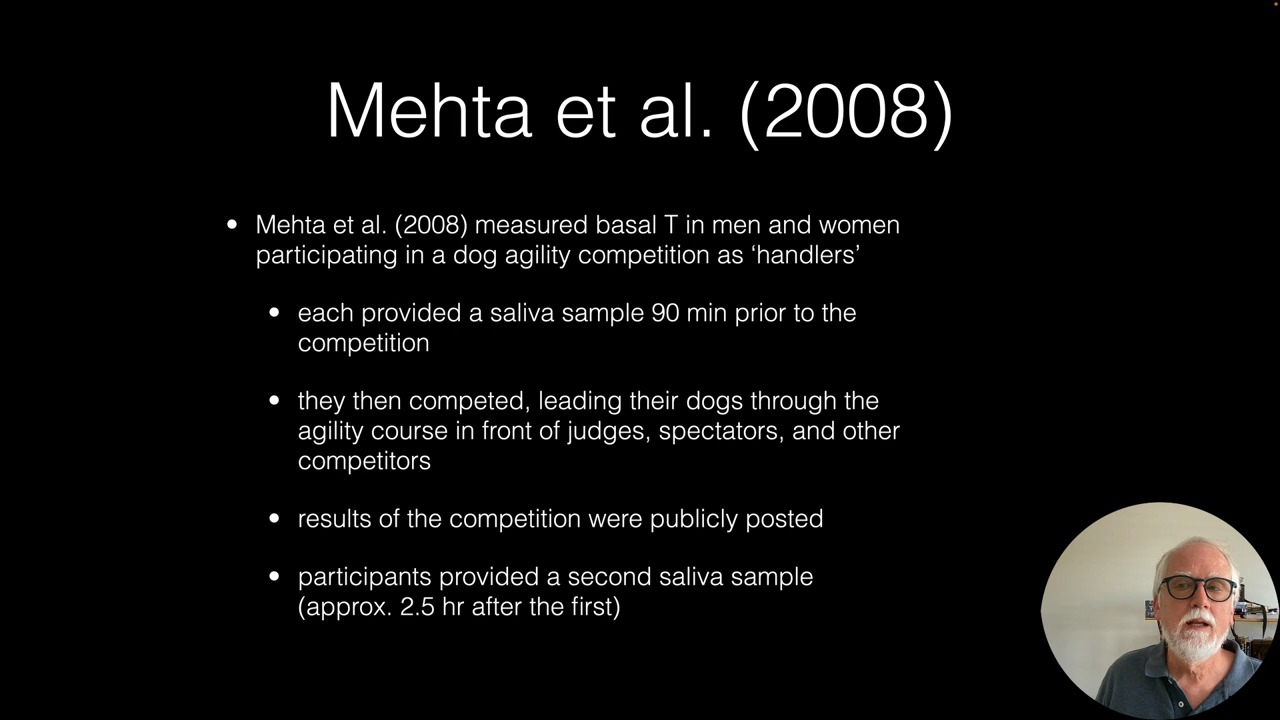 Mehta et al. (2008)
• Mehta et al. (2008) measured basal T in men and women
participating in a dog agility competition as ‘handlers’
• each provided a saliva sample 90 min prior to the
competition
• they then competed, leading their dogs through the
agility course in front of judges, spectators, and other
competitors
• results of the competition were publicly posted
• participants provided a second saliva sample
(approx. 2.5 hr after the first)